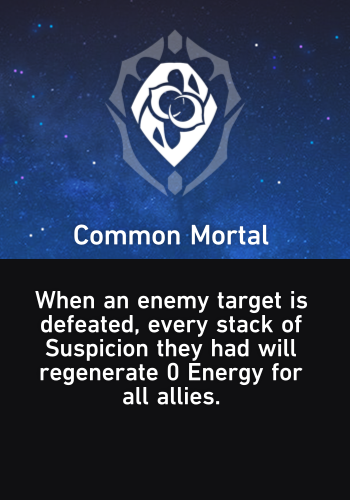 Common Mortal
When an enemy target is
defeated, every stack of
Suspicion they had will
regenerate 0 Energy for
all allies.